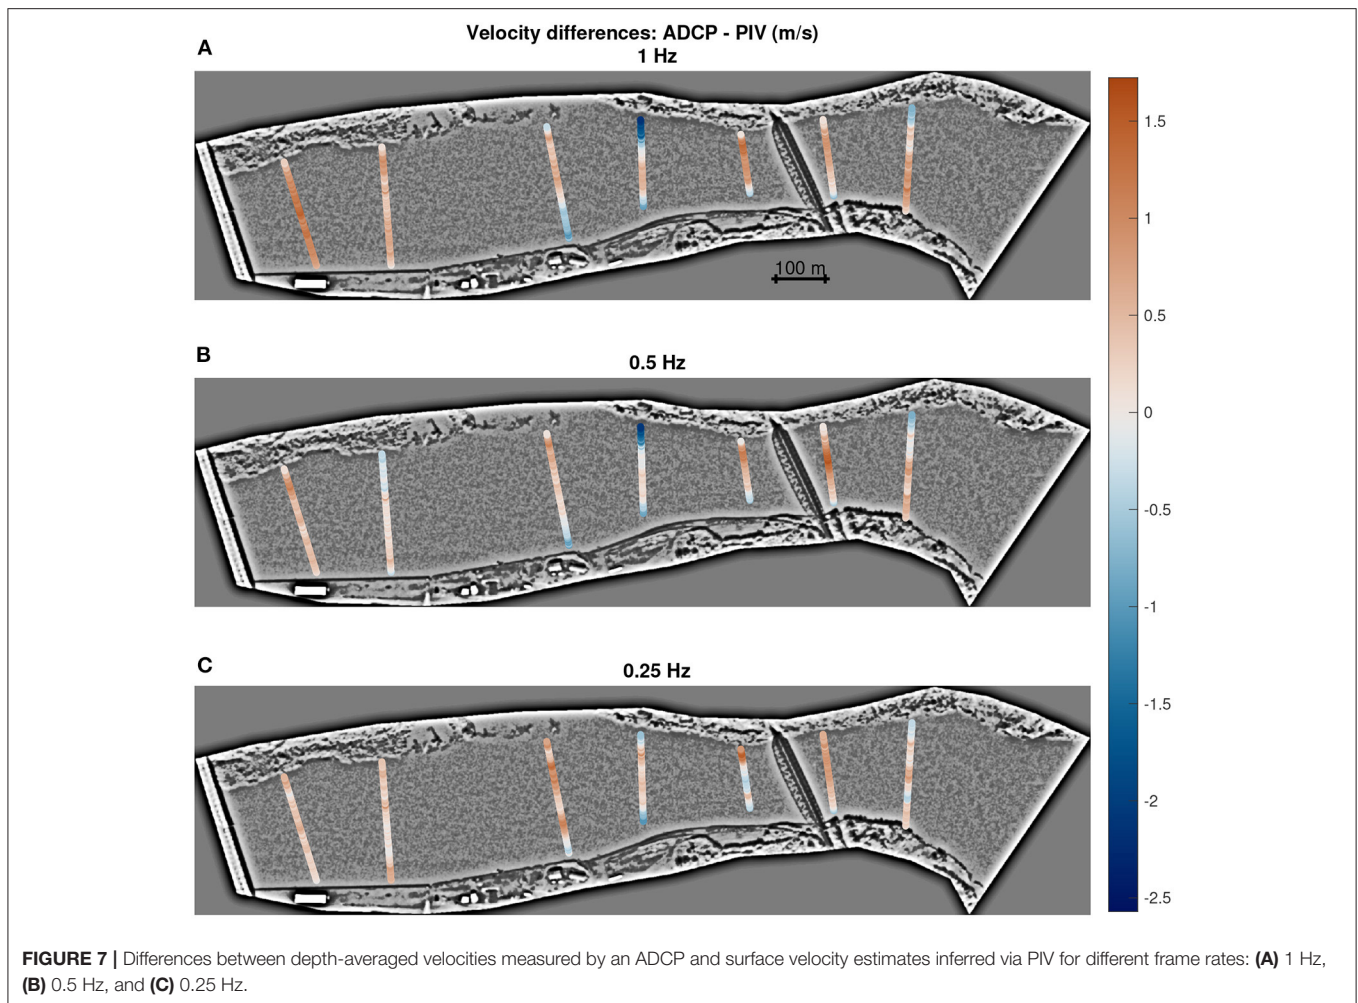 Velocity differences: ADCP - PIV (m/s)
A
1 Hz
100 m
B
0.5 Hz
C
0.25 Hz
1.5
1
0.5
0
-0.5
-1
-1.5
-2
-2.5
FIGURE 7 | Differences between depth-averaged velocities measured by an ADCP and surface velocity estimates inferred via PIV for different frame rates: (A) 1 Hz,
(B) 0.5 Hz, and (C) 0.25 Hz.